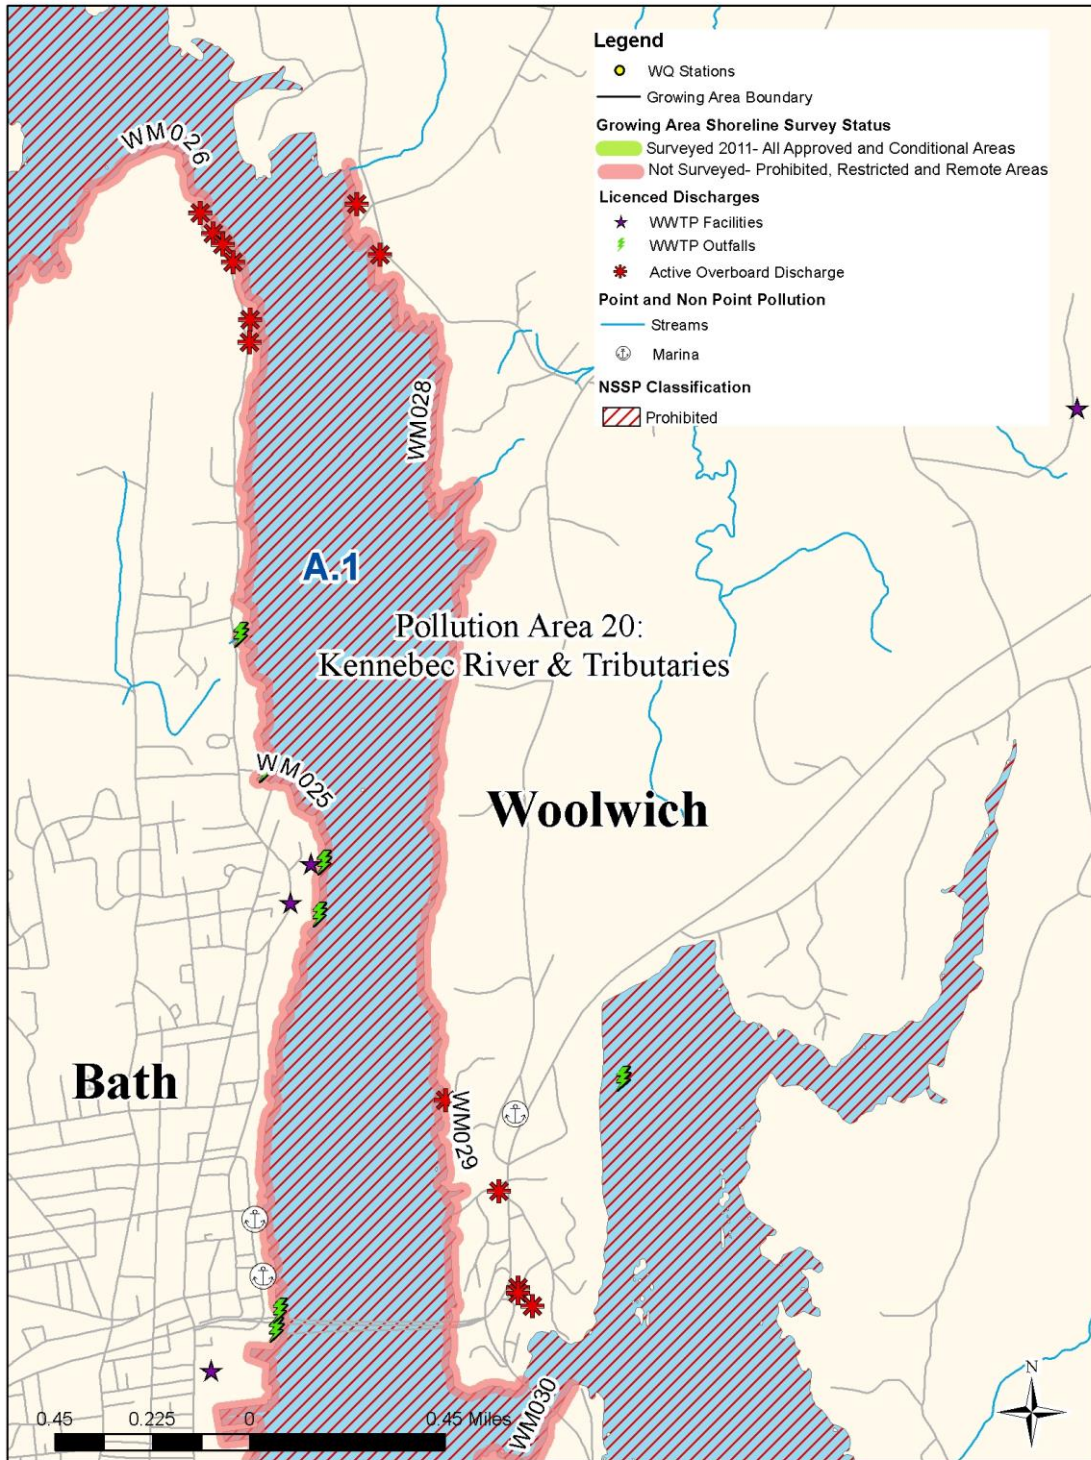 Legend
WQ Stations
Growing Area Boundary
Growing Area Shoreline Survey Status
Surveyed 2011- All Approved and Conditional Areas
Not Surveyed- Prohibited, Restricted and Remote Areas
Licenced Discharges
WWTP Facilities
WWTP Outfalls
Active Overboard Discharge
Point and Non Point Pollution
Streams
Marina
NSSP Classification
Prohibited
WM026
WM028
A.1
Pollution Area 20:
Kennebec River & Tributaries
WM025
Woolwich
Bath
WM029
WM030
N
0.45 0.225 0 0.45 Miles